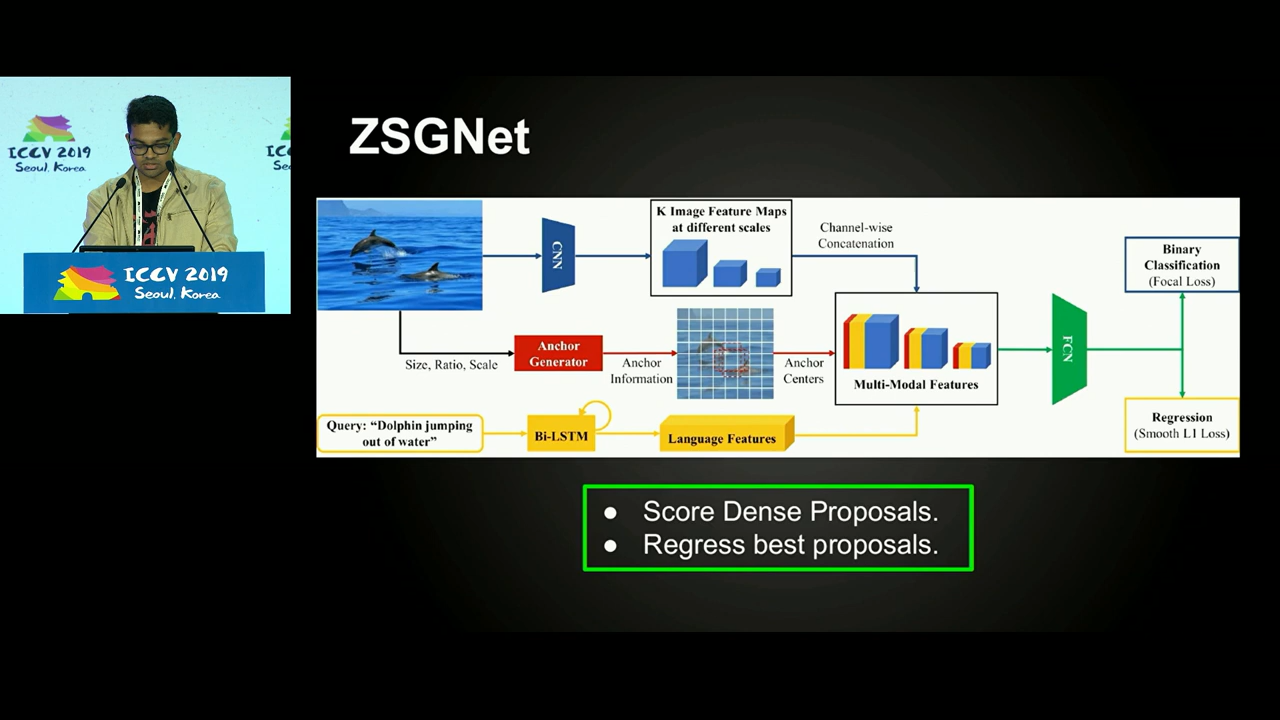 ICCV 2019
Seoul, Korea
ICC
Se
ICCV 2019
Seoul, Korea
ZSGNet
K Image Feature Maps
at different scales
CNN
Channel-wise
Concatenation
Binary
Classification
(Focal Loss)
Size, Ratio, Scale
Anchor
Generator
Anchor
Information
Anchor
Centers
Multi-Modal Features
FCN
Query: “Dolphin jumping
out of water”
Bi-LSTM
Language Features
Regression
(Smooth L1 Loss)
● Score Dense Proposals.
● Regress best proposals.